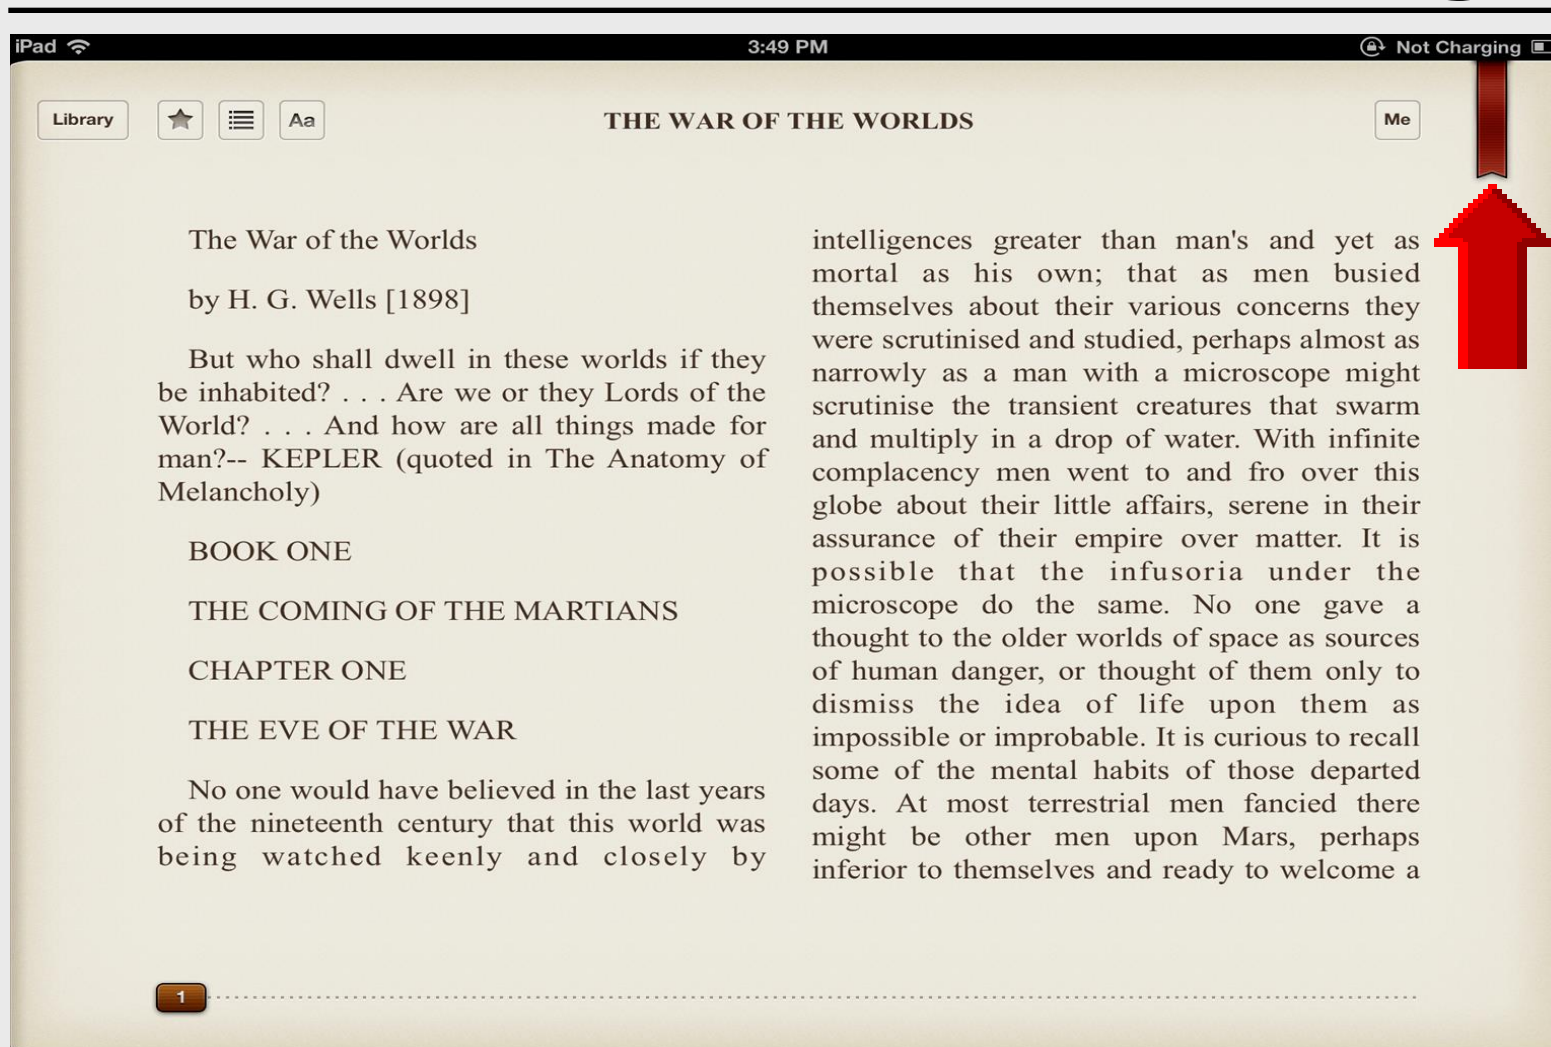 iPad 3:49 PM Not Charging
Library Aa THE WAR OF THE WORLDS Me
The War of the Worlds
by H. G. Wells [1898]
But who shall dwell in these worlds if they
be inhabited? . . . Are we or they Lords of the
World? . . . And how are all things made for
man?-- KEPLER (quoted in The Anatomy of
Melancholy)
BOOK ONE
THE COMING OF THE MARTIANS
CHAPTER ONE
THE EVE OF THE WAR
No one would have believed in the last years
of the nineteenth century that this world was
being watched keenly and closely by
intelligences greater than man's and yet as
mortal as his own; that as men busied
themselves about their various concerns they
were scrutinised and studied, perhaps almost as
narrowly as a man with a microscope might
scrutinise the transient creatures that swarm
and multiply in a drop of water. With infinite
complacency men went to and fro over this
globe about their little affairs, serene in their
assurance of their empire over matter. It is
possible that the infusoria under the
microscope do the same. No one gave a
thought to the older worlds of space as sources
of human danger, or thought of them only to
dismiss the idea of life upon them as
impossible or improbable. It is curious to recall
some of the mental habits of those departed
days. At most terrestrial men fancied there
might be other men upon Mars, perhaps
inferior to themselves and ready to welcome a
1